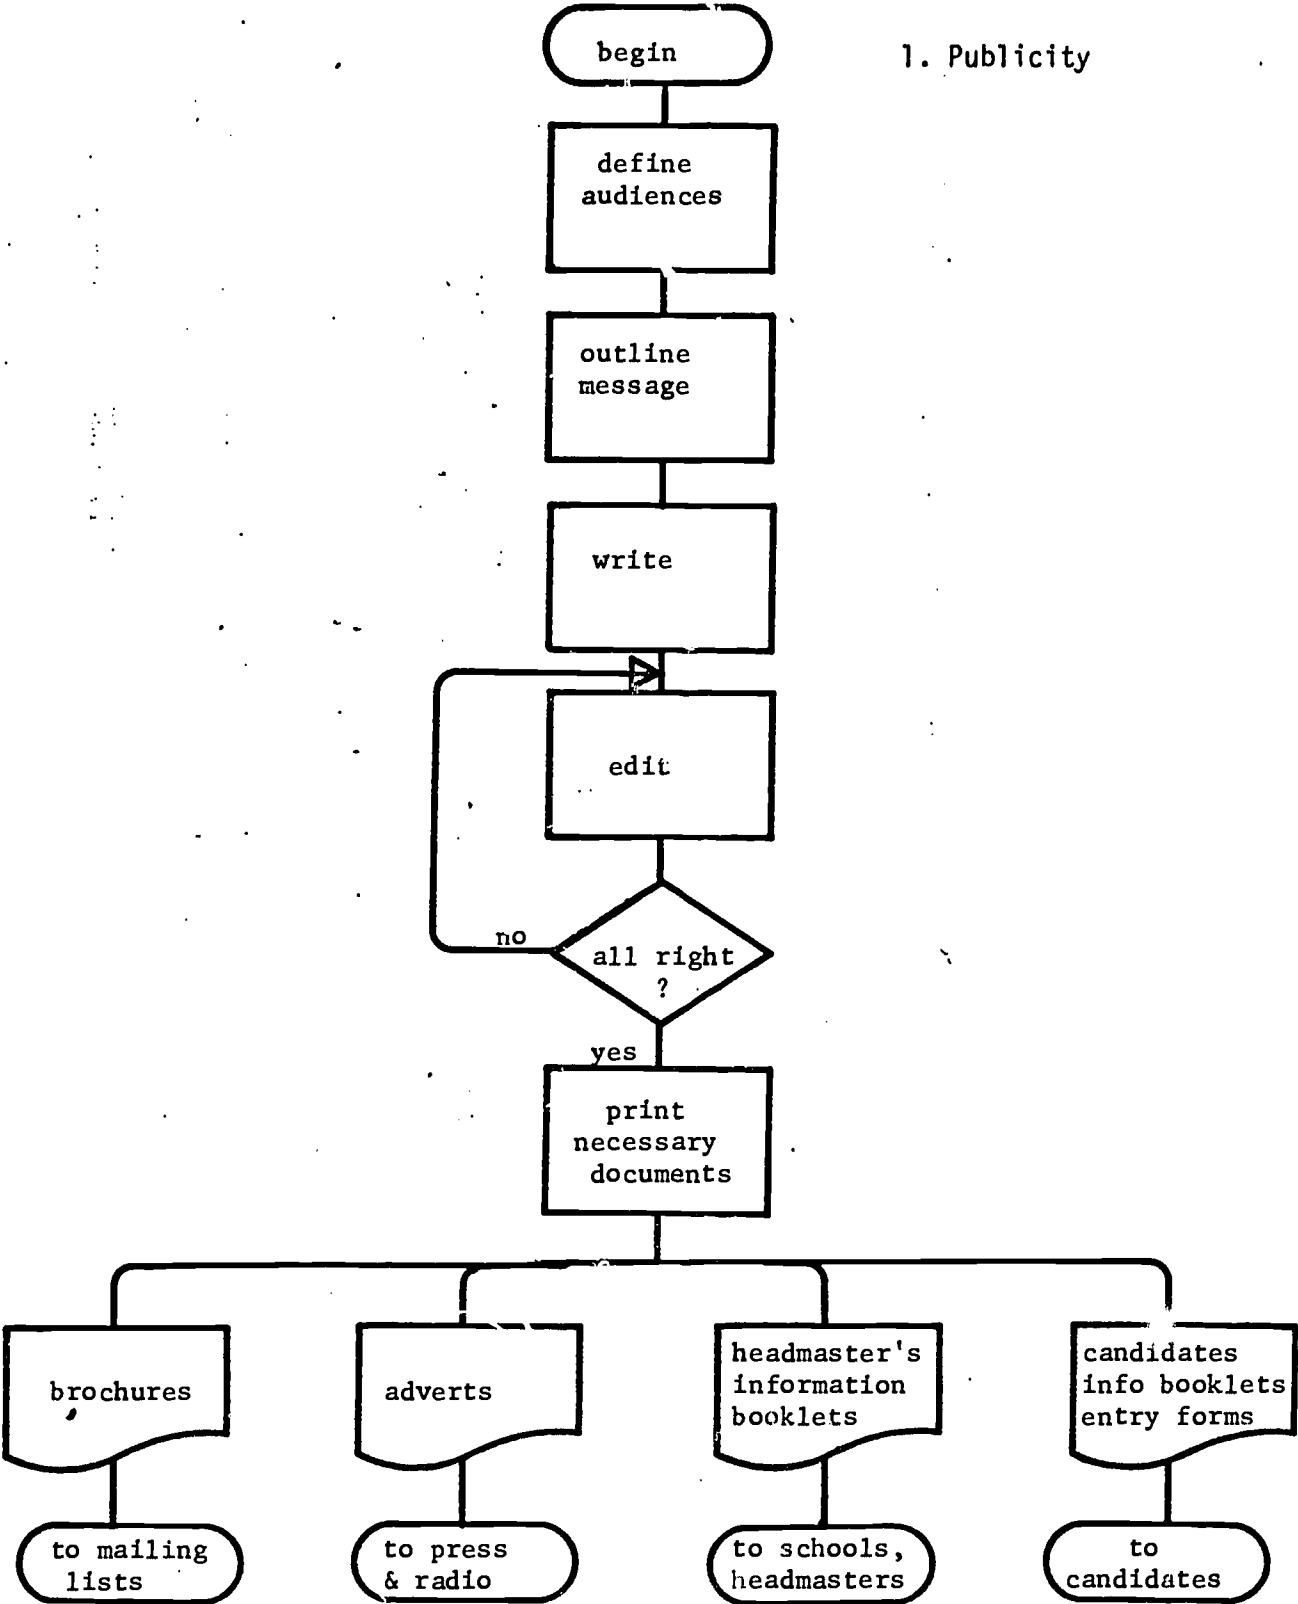 begin
1. Publicity
define
audiences
outline
message
write
edit
no
all right
?
yes
print
necessary
documents
brochures
adverts
headmaster's
information
booklets
candidates
info booklets
entry forms
to mailing
lists
to press
& radio
to schools,
headmasters
to
candidates